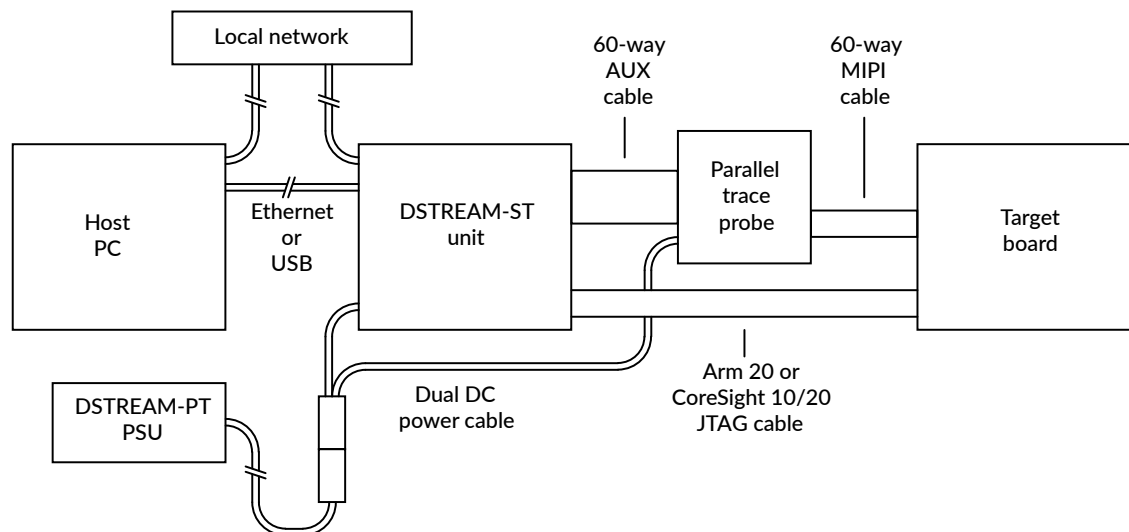 Local network
60-way
AUX
cable
60-way
MIPI
cable
Host
PC
Ethernet
or
USB
DSTREAM-ST
unit
Parallel
trace
probe
Target
board
DSTREAM-PT
PSU
Dual DC
power cable
Arm 20 or
CoreSight 10/20
JTAG cable